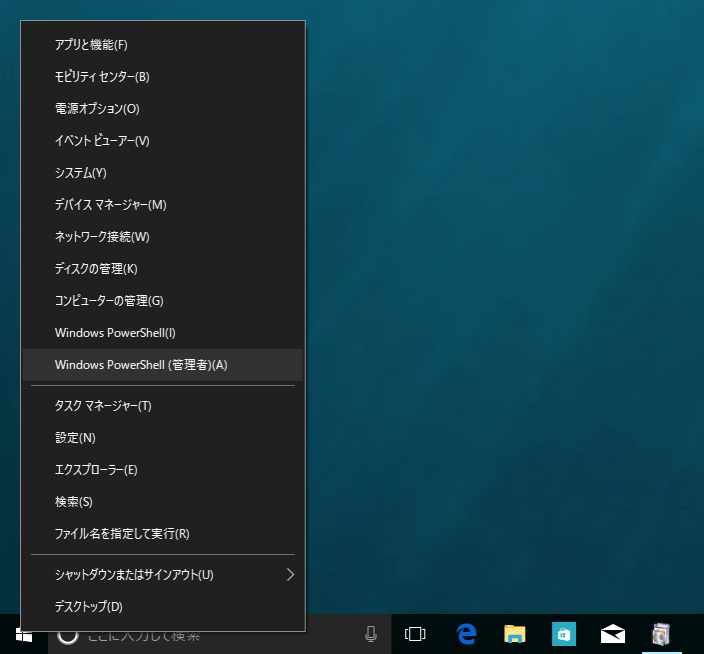 アプリと機能(F)
モビリティ センター(B)
電源オプション(O)
イベント ビューアー(V)
システム(Y)
デバイス マネージャー(M)
ネットワーク接続(W)
ディスクの管理(K)
コンピューターの管理(G)
Windows PowerShell(I)
Windows PowerShell (管理者)(A)
タスク マネージャー(T)
設定(N)
エクスプローラー(E)
検索(S)
ファイル名を指定して実行(R)
シャットダウンまたはサインアウト(U)
デスクトップ(D)
ここに入力して検索